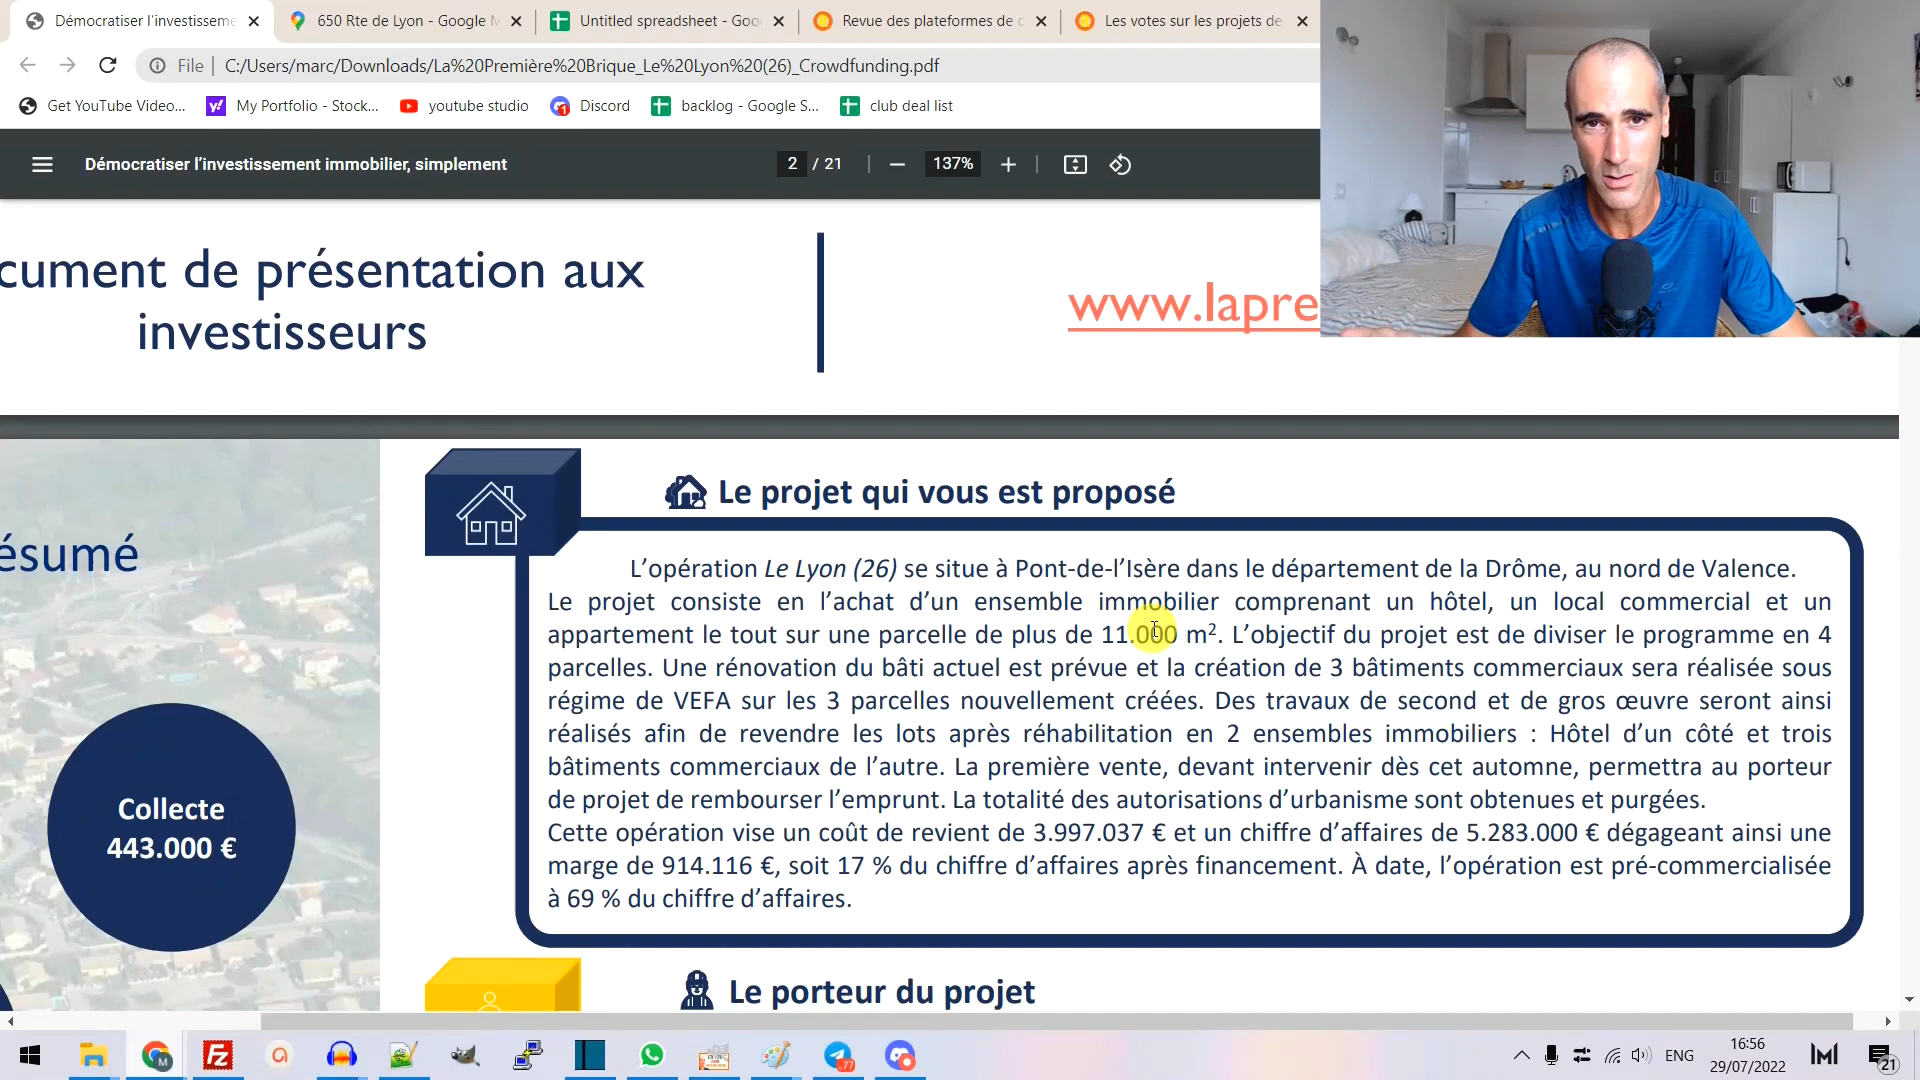 Démocratiser l'investisseme
650 Rte de Lyon - Google M
Untitled spreadsheet - Goo
Revue des plateformes de c
Les votes sur les projets de
File
C:/Users/marc/Downloads/La%20Première%20Brique_Le%20Lyon%20(26)_Crowdfunding.pdf
Get YouTube Video...
My Portfolio - Stock...
youtube studio
Discord
backlog - Google S...
club deal list
Démocratiser l'investissement immobilier, simplement
2 / 21
137%
cument de présentation aux
investisseurs
www.lapre
ésumé
Collecte
443.000 €
Le projet qui vous est proposé
L'opération Le Lyon (26) se situe à Pont-de-l'Isère dans le département de la Drôme, au nord de Valence.
Le projet consiste en l'achat d'un ensemble immobilier comprenant un hôtel, un local commercial et un
appartement le tout sur une parcelle de plus de 11.000 m². L'objectif du projet est de diviser le programme en 4
parcelles. Une rénovation du bâti actuel est prévue et la création de 3 bâtiments commerciaux sera réalisée sous
régime de VEFA sur les 3 parcelles nouvellement créées. Des travaux de second et de gros œuvre seront ainsi
réalisés afin de revendre les lots après réhabilitation en 2 ensembles immobiliers : Hôtel d'un côté et trois
bâtiments commerciaux de l'autre. La première vente, devant intervenir dès cet automne, permettra au porteur
de projet de rembourser l'emprunt. La totalité des autorisations d'urbanisme sont obtenues et purgées.
Cette opération vise un coût de revient de 3.997.037 € et un chiffre d'affaires de 5.283.000 € dégageant ainsi une
marge de 914.116 €, soit 17 % du chiffre d'affaires après financement. À date, l'opération est pré-commercialisée
à 69 % du chiffre d'affaires.
Le porteur du projet
ENG
16:56
29/07/2022
21